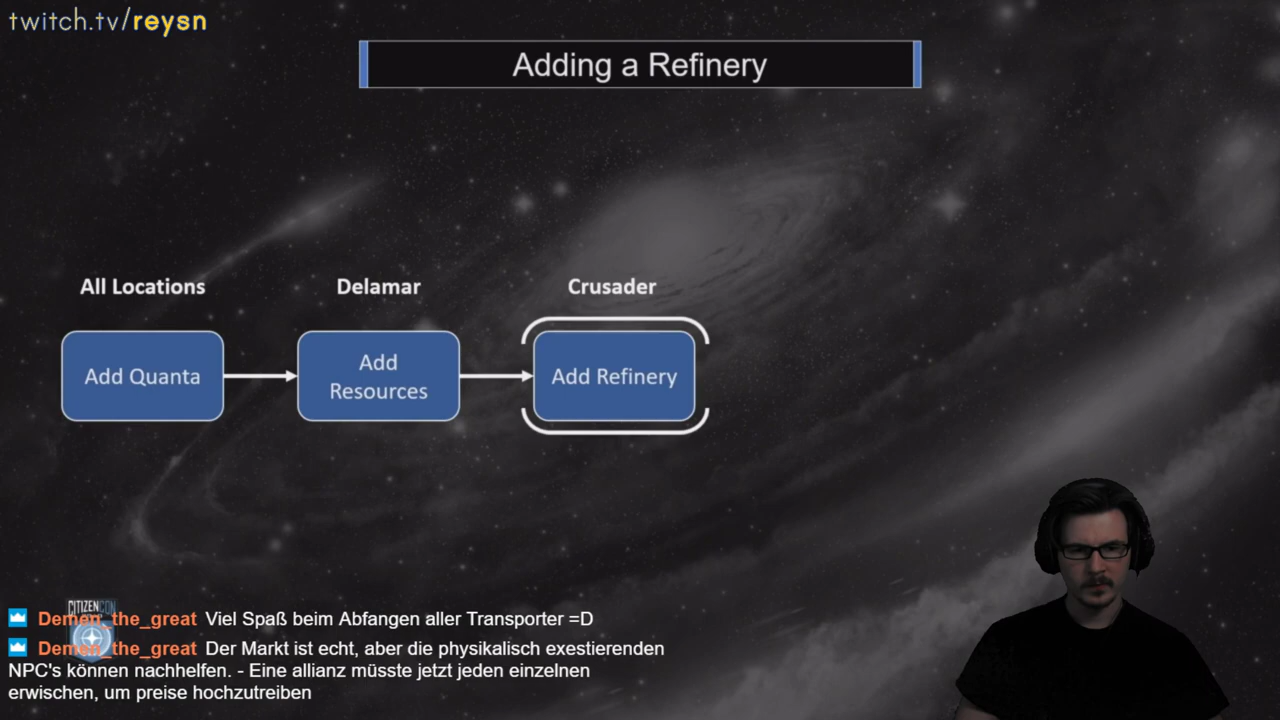 twitch.tv/reysn
Adding a Refinery
All Locations
Delamar
Crusader
Add Quanta
Add
Resources
Add Refinery
CITIZENCON
Demen_the_great Viel Spaß beim Abfangen aller Transporter =D
Demen_the_great Der Markt ist echt, aber die physikalisch exestierenden
NPC's können nachhelfen. - Eine allianz müsste jetzt jeden einzelnen
erwischen, um preise hochzutreiben